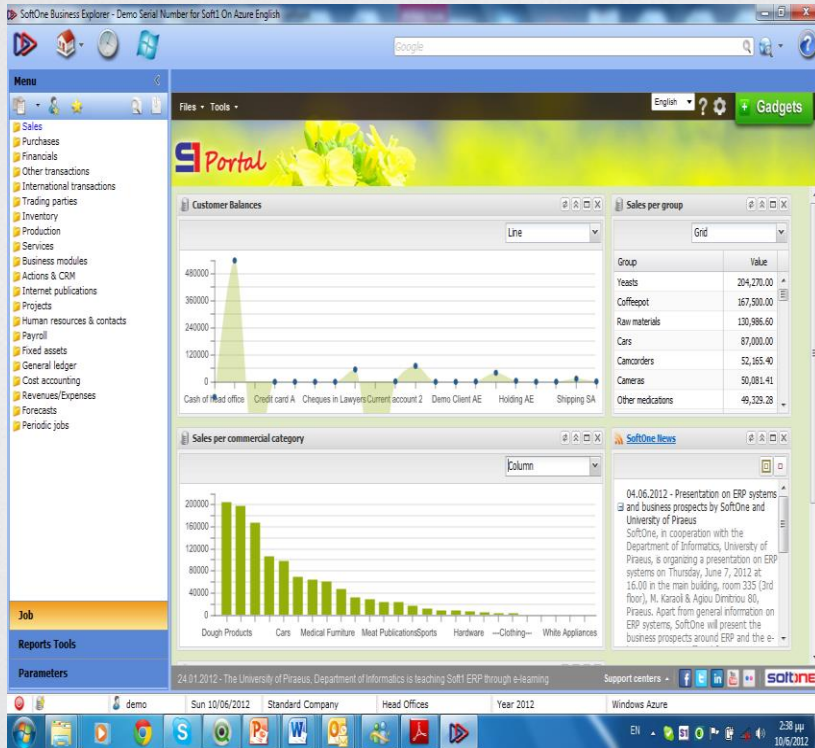 SoftOne Business Explorer - Demo Serial Number for Soft1 On Azure English
Google
Menu
Sales
Purchases
Financials
Other transactions
International transactions
Trading parties
Inventory
Production
Services
Business modules
Actions & CRM
Internet publications
Projects
Human resources & contacts
Payroll
Fixed assets
General ledger
Cost accounting
Revenues/Expenses
Forecasts
Periodic jobs
Job
Reports Tools
Parameters
Files Tools
English
?
Gadgets
S1 Portal
Customer Balances
Line
480000
360000
240000
120000
0
Cash of Head office Credit card A Cheques in Lawyers Current account 2 Demo Client AE Holding AE Shipping SA
Sales per group
Grid
Group Value
Yeasts 204,270.00
Coffeepot 167,500.00
Raw materials 130,986.60
Cars 87,000.00
Camcorders 52,165.40
Cameras 50,081.41
Other medications 49,329.28
Sales per commercial category
Column
200000
160000
120000
80000
40000
0
Dough Products Cars Medical Furniture Meat Publications Sports Hardware ---Clothing--- White Appliances
SoftOne News
04.06.2012 - Presentation on ERP systems
and business prospects by SoftOne and
University of Piraeus
SoftOne, in cooperation with the
Department of Informatics, University of
Piraeus, is organizing a presentation on ERP
systems on Thursday, June 7, 2012 at
16.00 in the main building, room 335 (3rd
floor), M. Karaoli & Agiou Dimitriou 80,
Piraeus. Apart from general information on
ERP systems, SoftOne will present the
business prospects around ERP and the e-
24.01.2012 - The University of Piraeus, Department of Informatics is teaching Soft1 ERP through e-learning
Support centers
softone
demo Sun 10/06/2012 Standard Company Head Offices Year 2012 Windows Azure
EN
2:38 μμ
10/6/2012